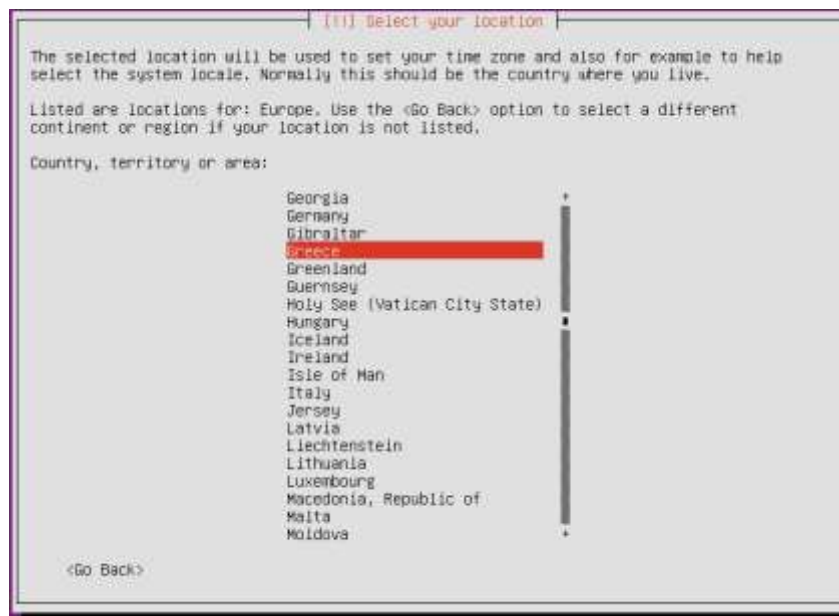 [!!] Select your location
The selected location will be used to set your time zone and also for example to help
select the system locale. Normally this should be the country where you live.
Listed are locations for: Europe. Use the <Go Back> option to select a different
continent or region if your location is not listed.
Country, territory or area:
Georgia
Germany
Gibraltar
Greece
Greenland
Guernsey
Holy See (Vatican City State)
Hungary
Iceland
Ireland
Isle of Man
Italy
Jersey
Latvia
Liechtenstein
Lithuania
Luxembourg
Macedonia, Republic of
Malta
Moldova
<Go Back>